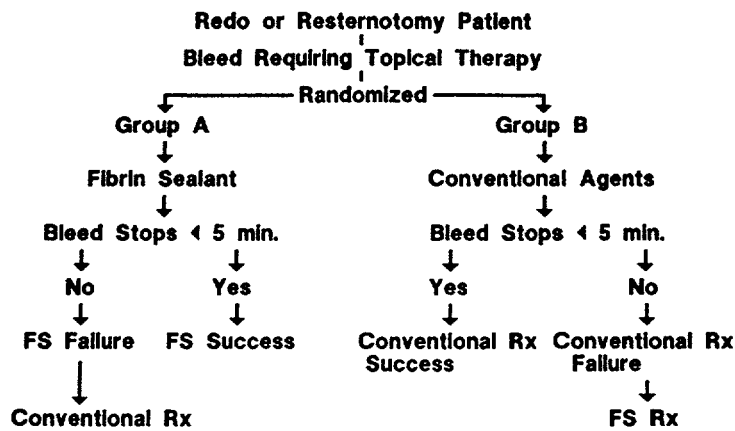 Redo or Resternotomy Patient
Bleed Requiring Topical Therapy
Randomized
Group A Group B
Fibrin Sealant Conventional Agents
Bleed Stops < 5 min. Bleed Stops < 5 min.
No Yes Yes No
FS Failure FS Success Conventional Rx Success Conventional Rx Failure
Conventional Rx FS Rx